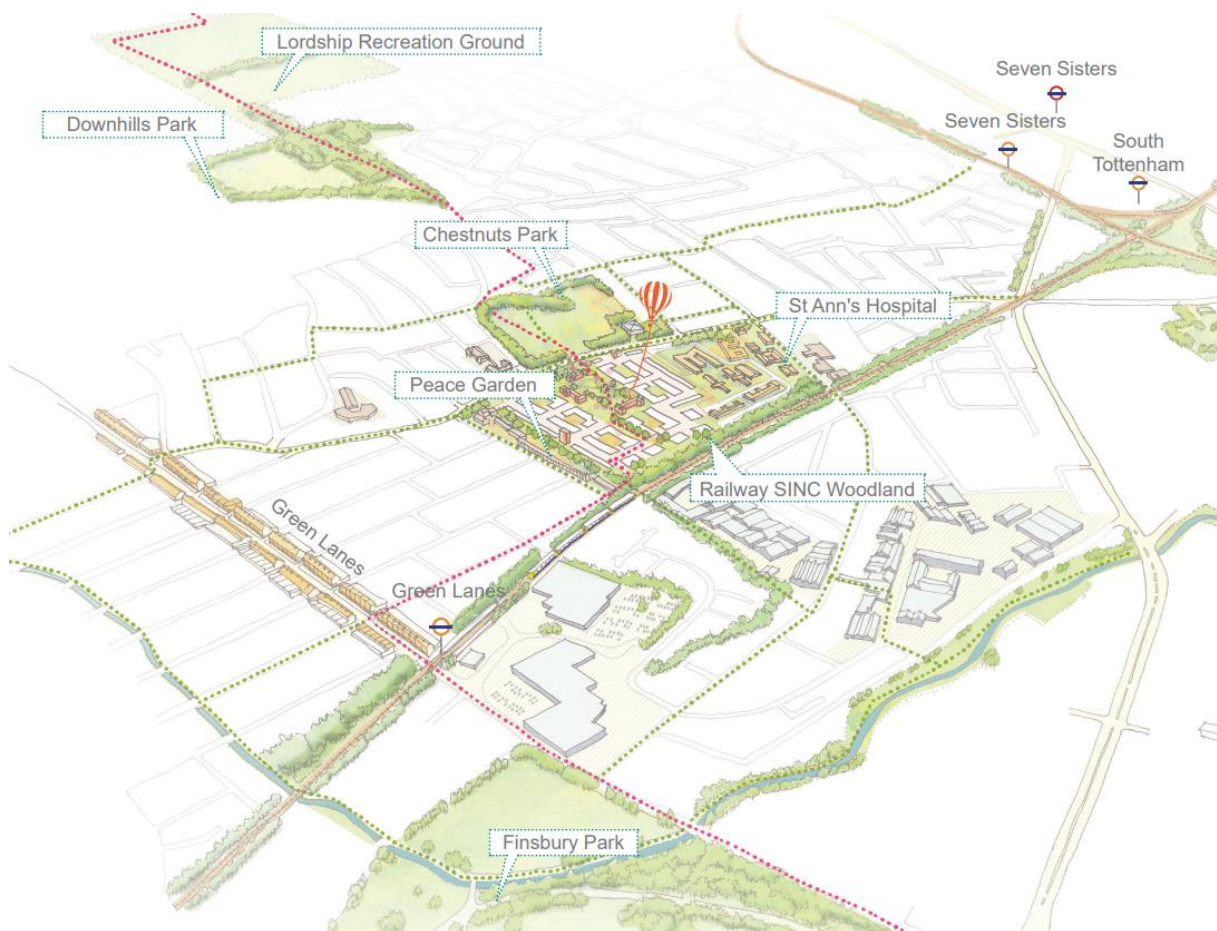 Lordship Recreation Ground
Seven Sisters
Downhills Park
Seven Sisters
South
Tottenham
Chestnuts Park
St Ann's Hospital
Peace Garden
Railway SINC Woodland
Green Lanes
Green Lanes
Finsbury Park